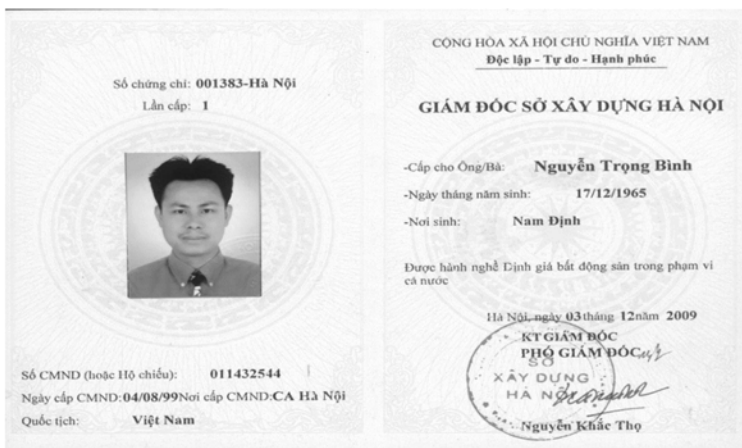 Số chứng chỉ: 001383-Hà Nội
Lần cấp: 1
Số CMND (hoặc Hộ chiếu): 011432544
Ngày cấp CMND:04/08/99Nơi cấp CMND:CA Hà Nội
Quốc tịch: Việt Nam
CỘNG HÒA XÃ HỘI CHỦ NGHĨA VIỆT NAM
Độc lập - Tự do - Hạnh phúc
GIÁM ĐỐC SỞ XÂY DỰNG HÀ NỘI
-Cấp cho Ông/Bà: Nguyễn Trọng Bình
-Ngày tháng năm sinh: 17/12/1965
-Nơi sinh: Nam Định
Được hành nghề Định giá bất động sản trong phạm vi
cả nước
Hà Nội, ngày 03 tháng 12 năm 2009
KT GIÁM ĐỐC
PHÓ GIÁM ĐỐC
SỞ
XÂY DỰNG
HÀ NỘI
Nguyễn Khắc Thọ